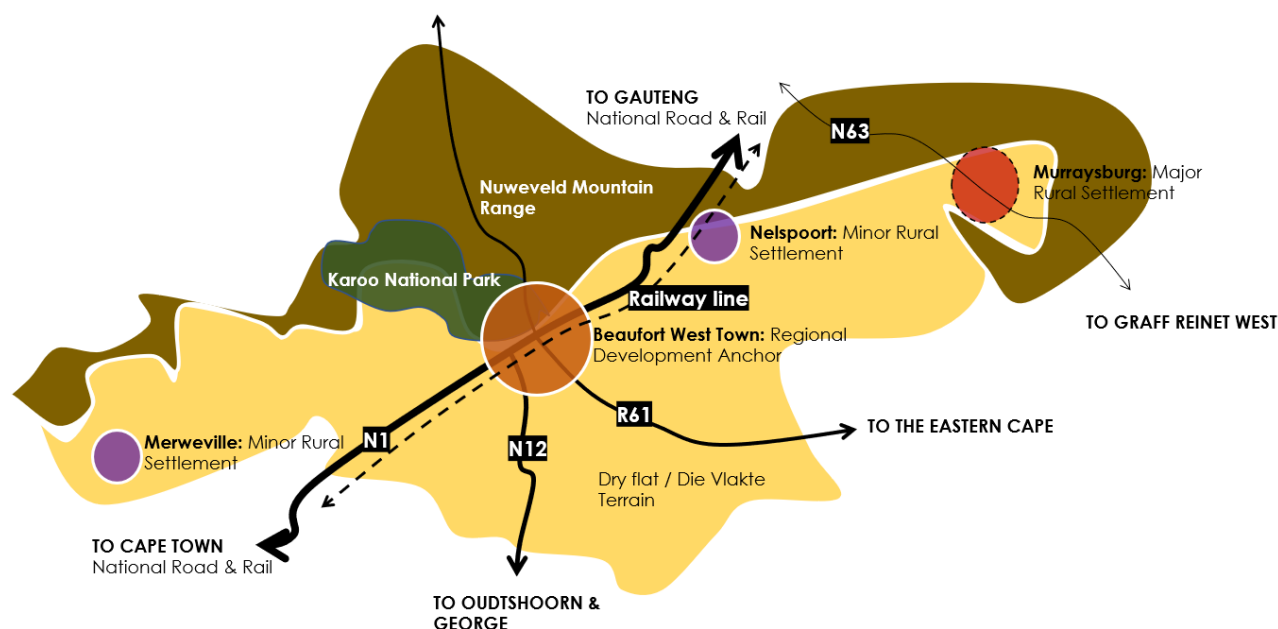 TO GAUTENG
National Road & Rail
N63
Nuweveld Mountain
Range
Murraysburg: Major
Rural Settlement
Nelspoort: Minor Rural
Settlement
Karoo National Park
Railway line
TO GRAFF REINET WEST
Beaufort West Town: Regional
Development Anchor
R61
TO THE EASTERN CAPE
Merweville: Minor Rural
Settlement
N1
N12
Dry flat / Die Vlakte
Terrain
TO CAPE TOWN
National Road & Rail
TO OUDTSHOORN &
GEORGE